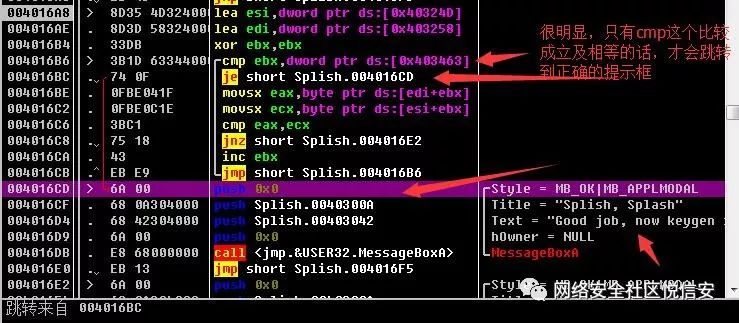 004016A8 > 8D35 4D324000 lea esi,dword ptr ds:[0x40324D]
004016AE . 8D3D 58324000 lea edi,dword ptr ds:[0x403258]
004016B4 . 33DB xor ebx,ebx
004016B6 > 3B1D 63344000 cmp ebx,dword ptr ds:[0x403463]
004016BC . 74 0F je short Splish.004016CD
004016BE . 0FBE041F movsx eax,byte ptr ds:[edi+ebx]
004016C2 . 0FBE0C1E movsx ecx,byte ptr ds:[esi+ebx]
004016C6 . 3BC1 cmp eax,ecx
004016C8 . 75 18 jnz short Splish.004016E2
004016CA . 43 inc ebx
004016CB . EB E9 jmp short Splish.004016B6
004016CD > 6A 00 push 0x0 Style = MB_OK|MB_APPLMODAL
004016CF . 68 0A304000 push Splish.0040300A Title = "Splish, Splash"
004016D4 . 68 42304000 push Splish.00403042 Text = "Good job, now keygen
004016D9 . 6A 00 push 0x0 hOwner = NULL
004016DB . E8 68000000 call <jmp.&USER32.MessageBoxA> MessageBoxA
004016E0 . EB 13 jmp short Splish.004016F5
004016E2 > 6A 00 push 0x0
跳转来自 004016BC
很明显，只有cmp这个比较
成立及相等的话，才会跳转
到正确的提示框
网络安全社区悦信安